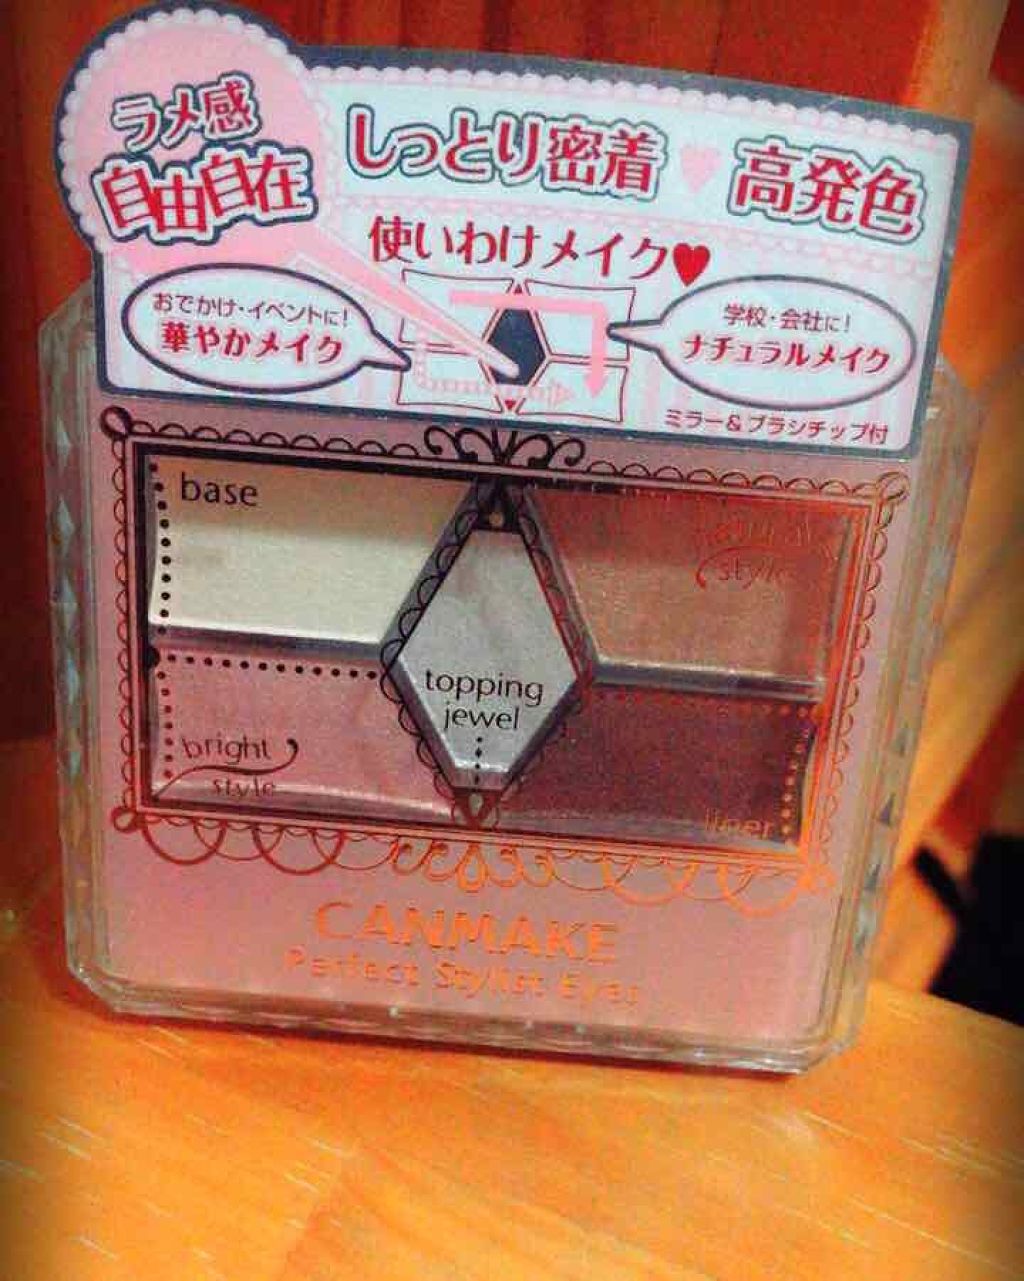 ラメ感
自由自在
しっとり密着♥高発色
使いわけメイク♥
おでかけ・イベントに!
華やかメイク
学校・会社に!
ナチュラルメイク
ミラー&ブラシチップ付
base
style
topping
jewel
bright
style
liner
CANMAKE
Perfect Stylist Eyes